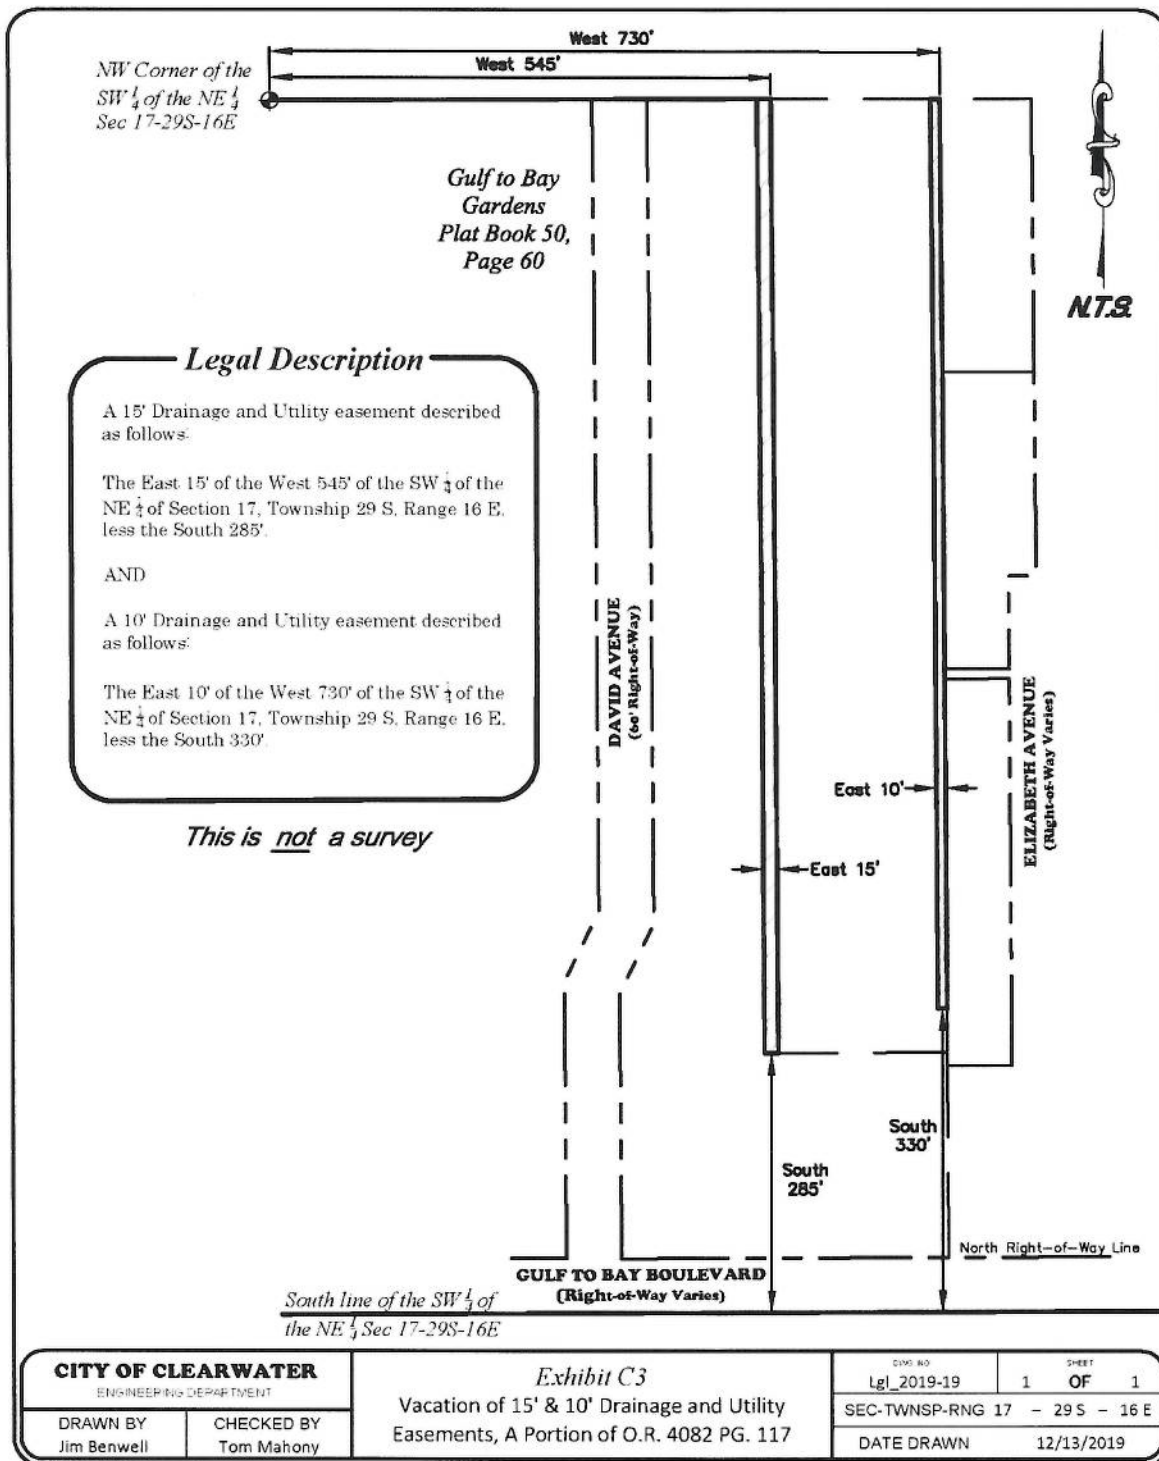 West 730'
West 545'
NW Corner of the
SW 1/4 of the NE 1/4
Sec 17-29S-16E
Gulf to Bay
Gardens
Plat Book 50,
Page 60
N.T.S.
Legal Description
A 15' Drainage and Utility easement described
as follows:
The East 15' of the West 545' of the SW 1/4 of the
NE 1/4 of Section 17, Township 29 S, Range 16 E,
less the South 285'.
AND
A 10' Drainage and Utility easement described
as follows:
The East 10' of the West 730' of the SW 1/4 of the
NE 1/4 of Section 17, Township 29 S, Range 16 E,
less the South 330'.
This is not a survey
DAVID AVENUE
(60' Right-of-Way)
ELIZABETH AVENUE
(Right-of-Way Varies)
East 10'
East 15'
South
330'
South
285'
North Right-of-Way Line
GULF TO BAY BOULEVARD
(Right-of-Way Varies)
South line of the SW 1/4 of
the NE 1/4 Sec 17-29S-16E
CITY OF CLEARWATER
ENGINEERING DEPARTMENT
DRAWN BY
Jim Benwell
CHECKED BY
Tom Mahony
Exhibit C3
Vacation of 15' & 10' Drainage and Utility
Easements, A Portion of O.R. 4082 PG. 117
DWG NO
Lgl_2019-19
SHEET
1 OF 1
SEC-TWNSP-RNG 17 - 29 S - 16 E
DATE DRAWN 12/13/2019